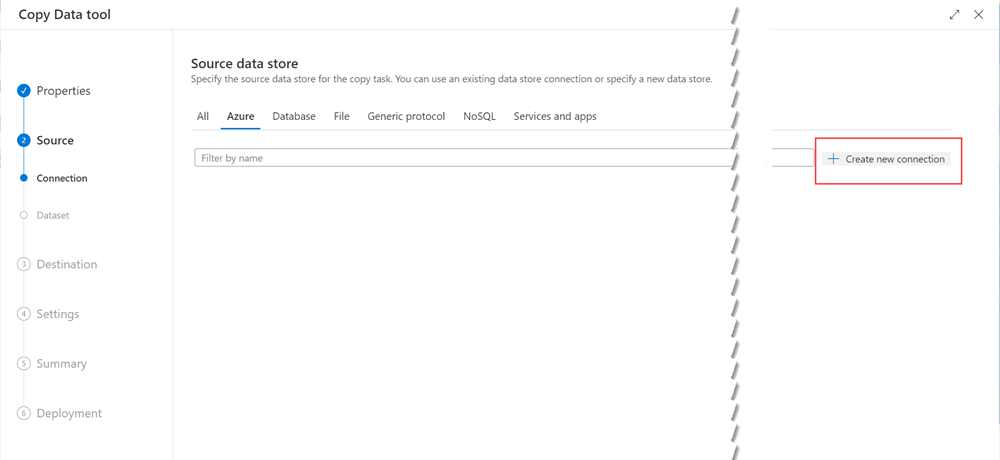 Copy Data tool
Properties
2 Source
Connection
Dataset
3 Destination
4 Settings
5 Summary
6 Deployment
Source data store
Specify the source data store for the copy task. You can use an existing data store connection or specify a new data store.
All Azure Database File Generic protocol NoSQL Services and apps
Filter by name
Create new connection